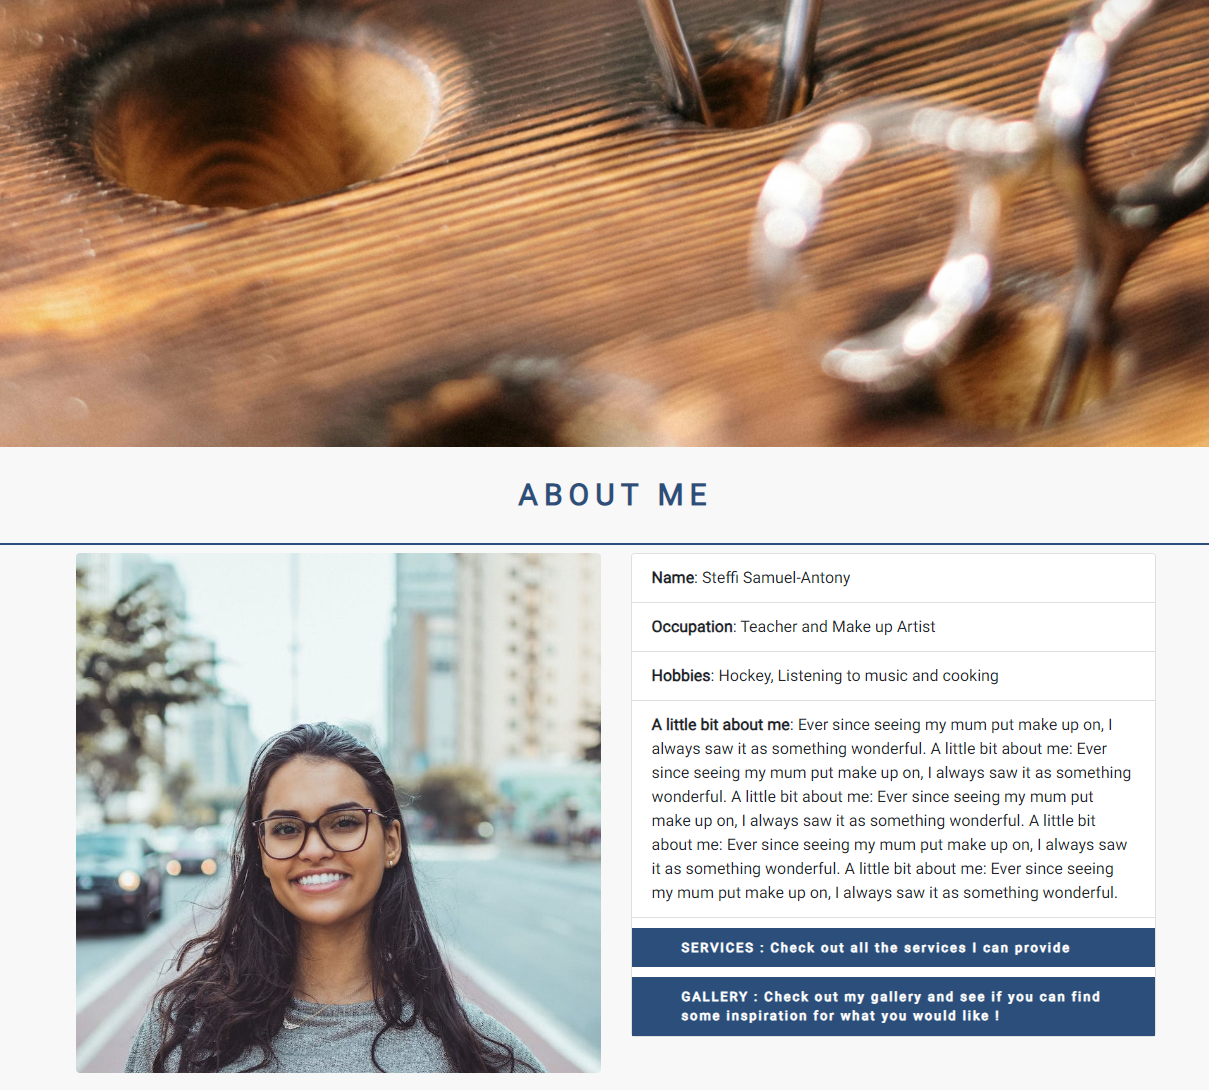 ABOUT ME
Name: Steffi Samuel-Antony
Occupation: Teacher and Make up Artist
Hobbies: Hockey, Listening to music and cooking
A little bit about me: Ever since seeing my mum put make up on, I
always saw it as something wonderful. A little bit about me: Ever
since seeing my mum put make up on, I always saw it as something
wonderful. A little bit about me: Ever since seeing my mum put
make up on, I always saw it as something wonderful. A little bit
about me: Ever since seeing my mum put make up on, I always saw
it as something wonderful. A little bit about me: Ever since seeing
my mum put make up on, I always saw it as something wonderful.
SERVICES : Check out all the services I can provide
GALLERY : Check out my gallery and see if you can find
some inspiration for what you would like !